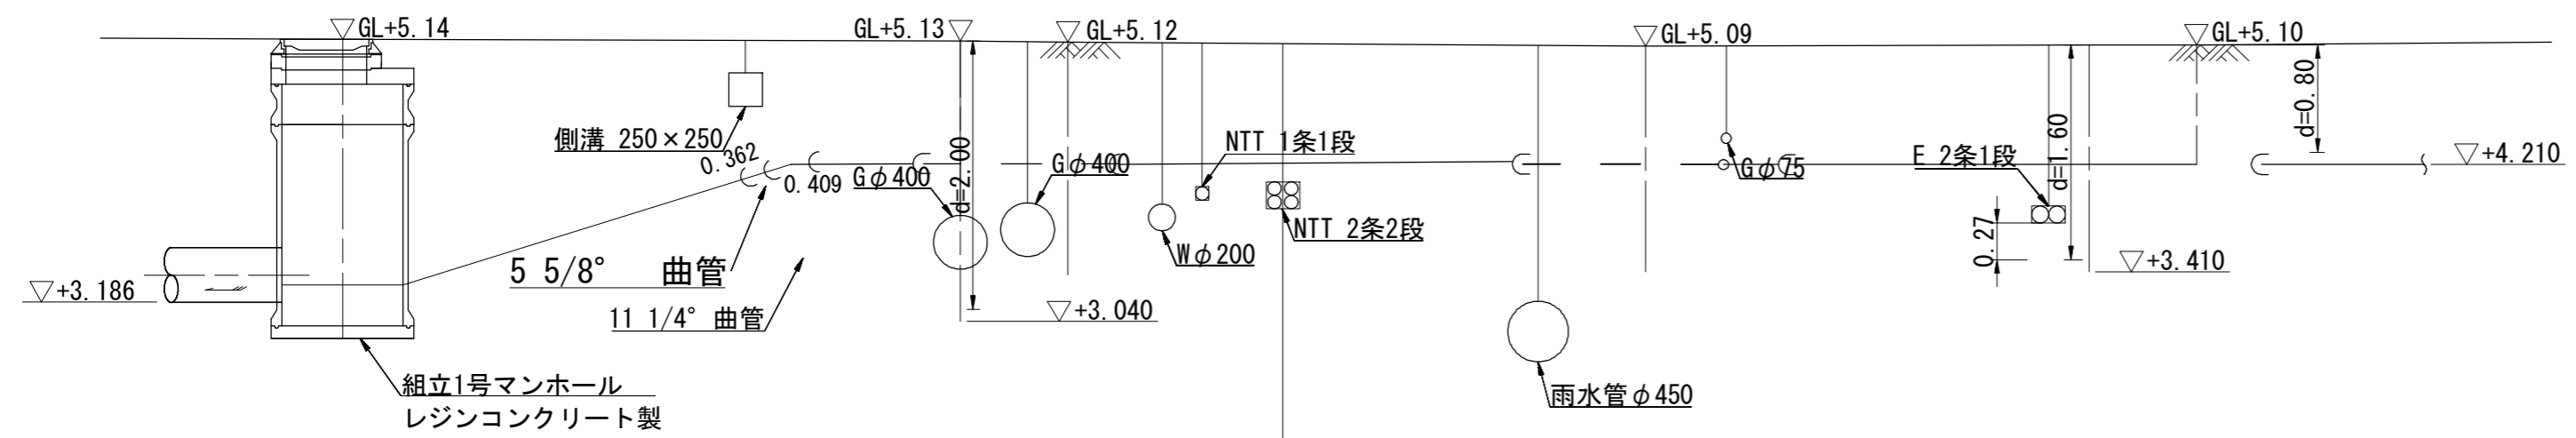 GL+5.14
GL+5.13
GL+5.12
GL+5.09
GL+5.10
側溝 250×250
0.362
0.409
Gφ400
d=2.00
Gφ400
NTT 1条1段
NTT 2条2段
Wφ200
Gφ75
E 2条1段
d=1.60
d=0.80
+4.210
0.27
+3.410
5 5/8° 曲管
11 1/4° 曲管
+3.186
+3.040
組立1号マンホール
レジンコンクリート製
雨水管φ450